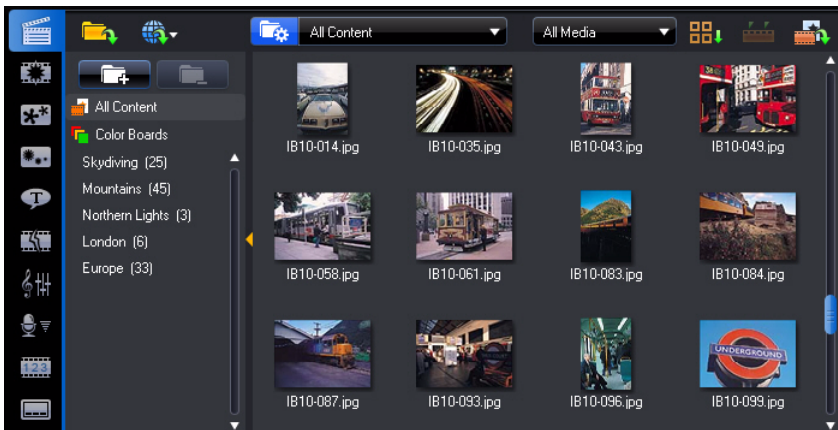 All Content
All Media
All Content
Color Boards
Skydiving (25)
Mountains (45)
Northern Lights (3)
London (6)
Europe (33)
IB10-014.jpg
IB10-035.jpg
IB10-043.jpg
IB10-049.jpg
IB10-058.jpg
IB10-061.jpg
IB10-083.jpg
IB10-084.jpg
UNDERGROUND
IB10-087.jpg
IB10-093.jpg
IB10-096.jpg
IB10-099.jpg
T
123